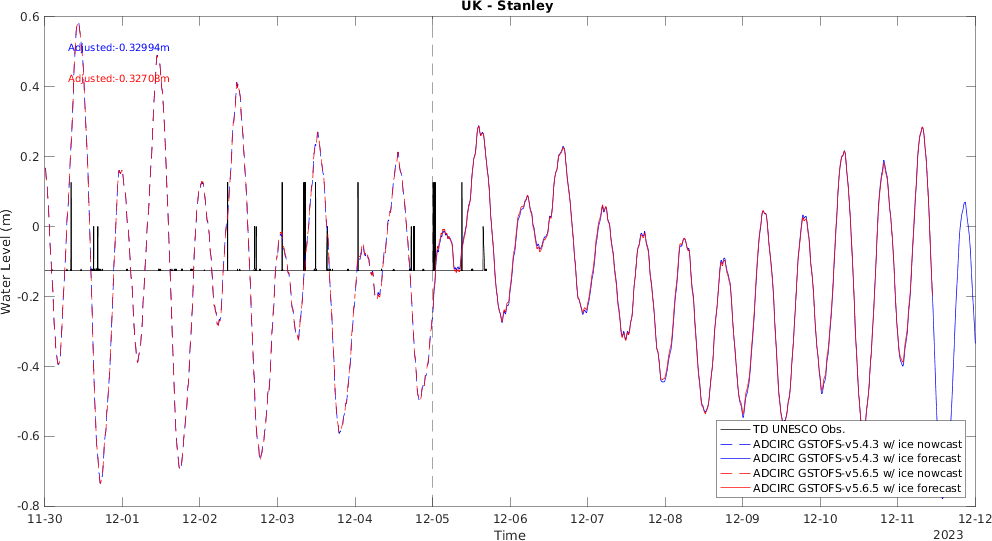 UK - Stanley
0.6
0.4
0.2
0
-0.2
-0.4
-0.6
-0.8
Water Level (m)
Adjusted:-0.32994m
Adjusted:-0.32703m
TD UNESCO Obs.
ADCIRC GSTOFS-v5.4.3 w/ ice nowcast
ADCIRC GSTOFS-v5.4.3 w/ ice forecast
ADCIRC GSTOFS-v5.6.5 w/ ice nowcast
ADCIRC GSTOFS-v5.6.5 w/ ice forecast
11-30 12-01 12-02 12-03 12-04 12-05 12-06 12-07 12-08 12-09 12-10 12-11 12-12
Time
2023